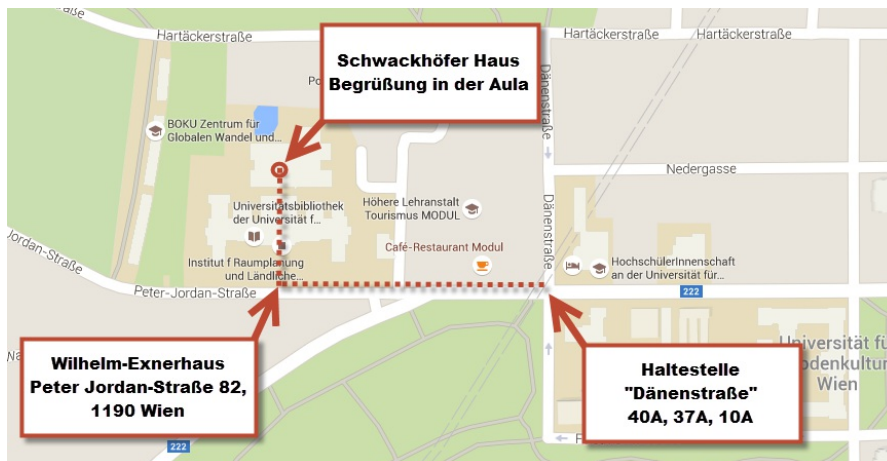 Hartäckerstraße
Hartäckerstraße
Hartäckerstraße
Schwackhöfer Haus
Begrüßung in der Aula
Dänenstraße
BOKU Zentrum für
Globalen Wandel und...
Nedergasse
Universitätsbibliothek
der Universität f...
Höhere Lehranstalt
Tourismus MODUL
Dänenstraße
Café-Restaurant Modul
Institut f Raumplanung
und Ländliche...
HochschülerInnenschaft
an der Universität für...
Jordan-Straße
Peter-Jordan-Straße
222
Wilhelm-Exnerhaus
Peter Jordan-Straße 82,
1190 Wien
Haltestelle
"Dänenstraße"
40A, 37A, 10A
Universität fü
odenkultur
Wien
222